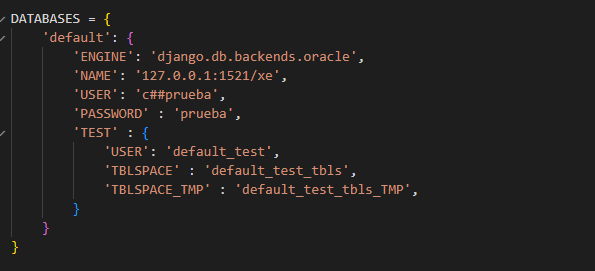 DATABASES = {
'default': {
'ENGINE': 'django.db.backends.oracle',
'NAME': '127.0.0.1:1521/xe',
'USER': 'c##prueba',
'PASSWORD' : 'prueba',
'TEST' : {
'USER': 'default_test',
'TBLSPACE' : 'default_test_tbls',
'TBLSPACE_TMP' : 'default_test_tbls_TMP',
}
}
}